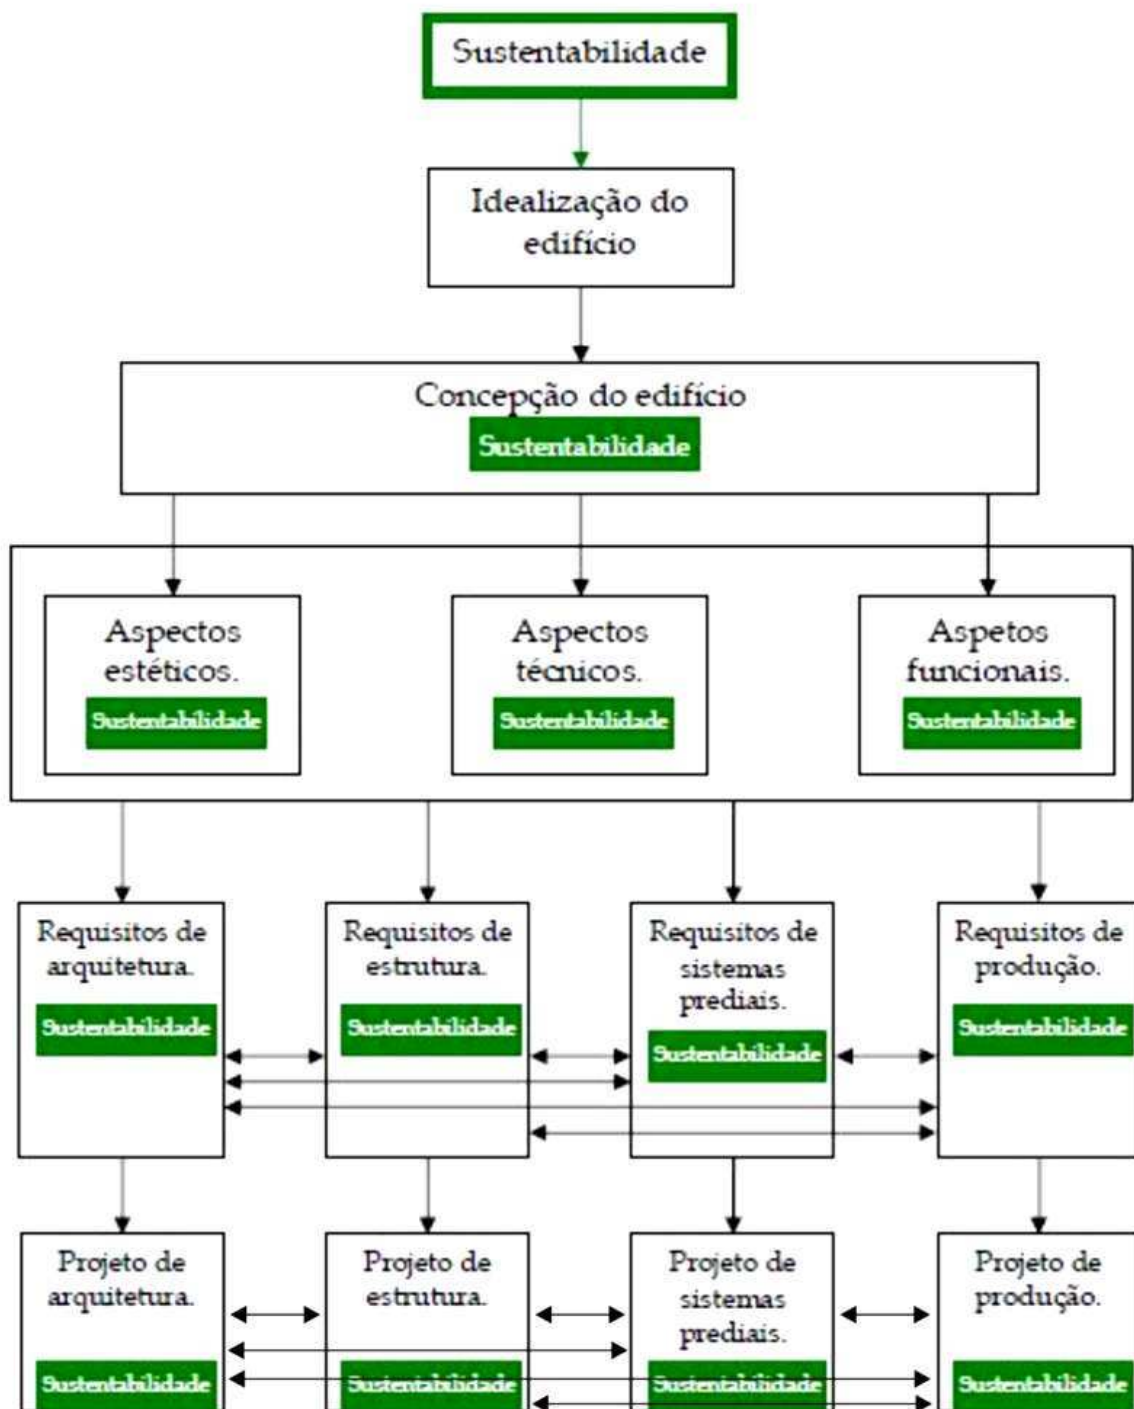 Sustentabilidade
Idealização do
edifício
Concepção do edifício
Sustentabilidade
Aspectos
estéticos.
Sustentabilidade
Aspectos
técnicos.
Sustentabilidade
Aspetos
funcionais.
Sustentabilidade
Requisitos de
arquitetura.
Sustentabilidade
Requisitos de
estrutura.
Sustentabilidade
Requisitos de
sistemas
prediais.
Sustentabilidade
Requisitos de
produção.
Sustentabilidade
Projeto de
arquitetura.
Sustentabilidade
Projeto de
estrutura.
Sustentabilidade
Projeto de
sistemas
prediais.
Sustentabilidade
Projeto de
produção.
Sustentabilidade